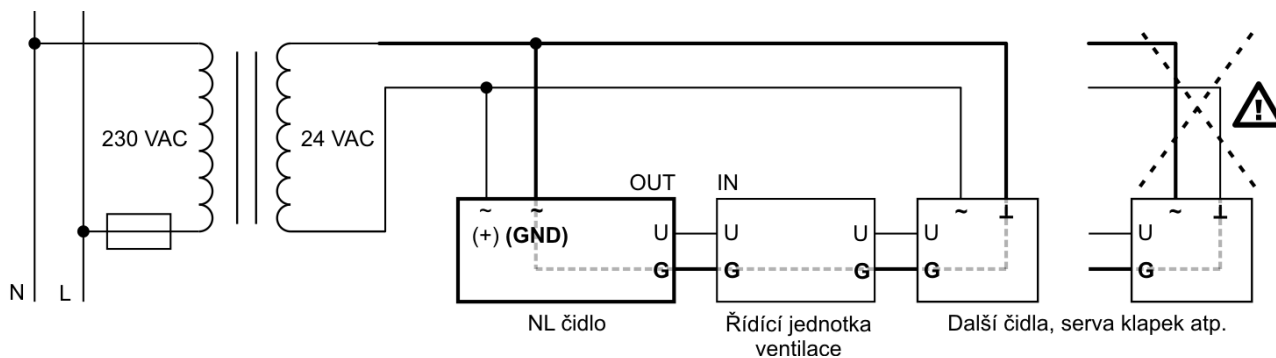 230 VAC
24 VAC
N
L
OUT
IN
~
~
(+) (GND)
U
G
U
G
U
G
~
⊥
U
G
~
⊥
U
G
NL čidlo
Řídící jednotka
ventilace
Další čidla, serva klapek atp.